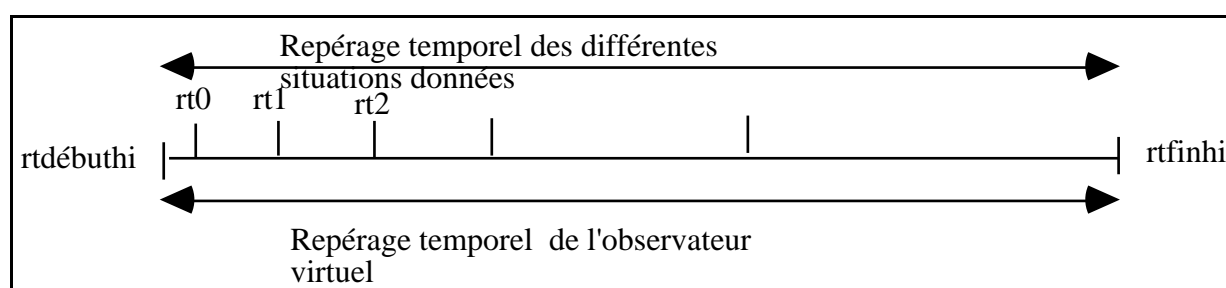 Repérage temporel des différentes
situations données
rt0 rt1 rt2
rtdébuthi rtfinhi
Repérage temporel de l'observateur
virtuel